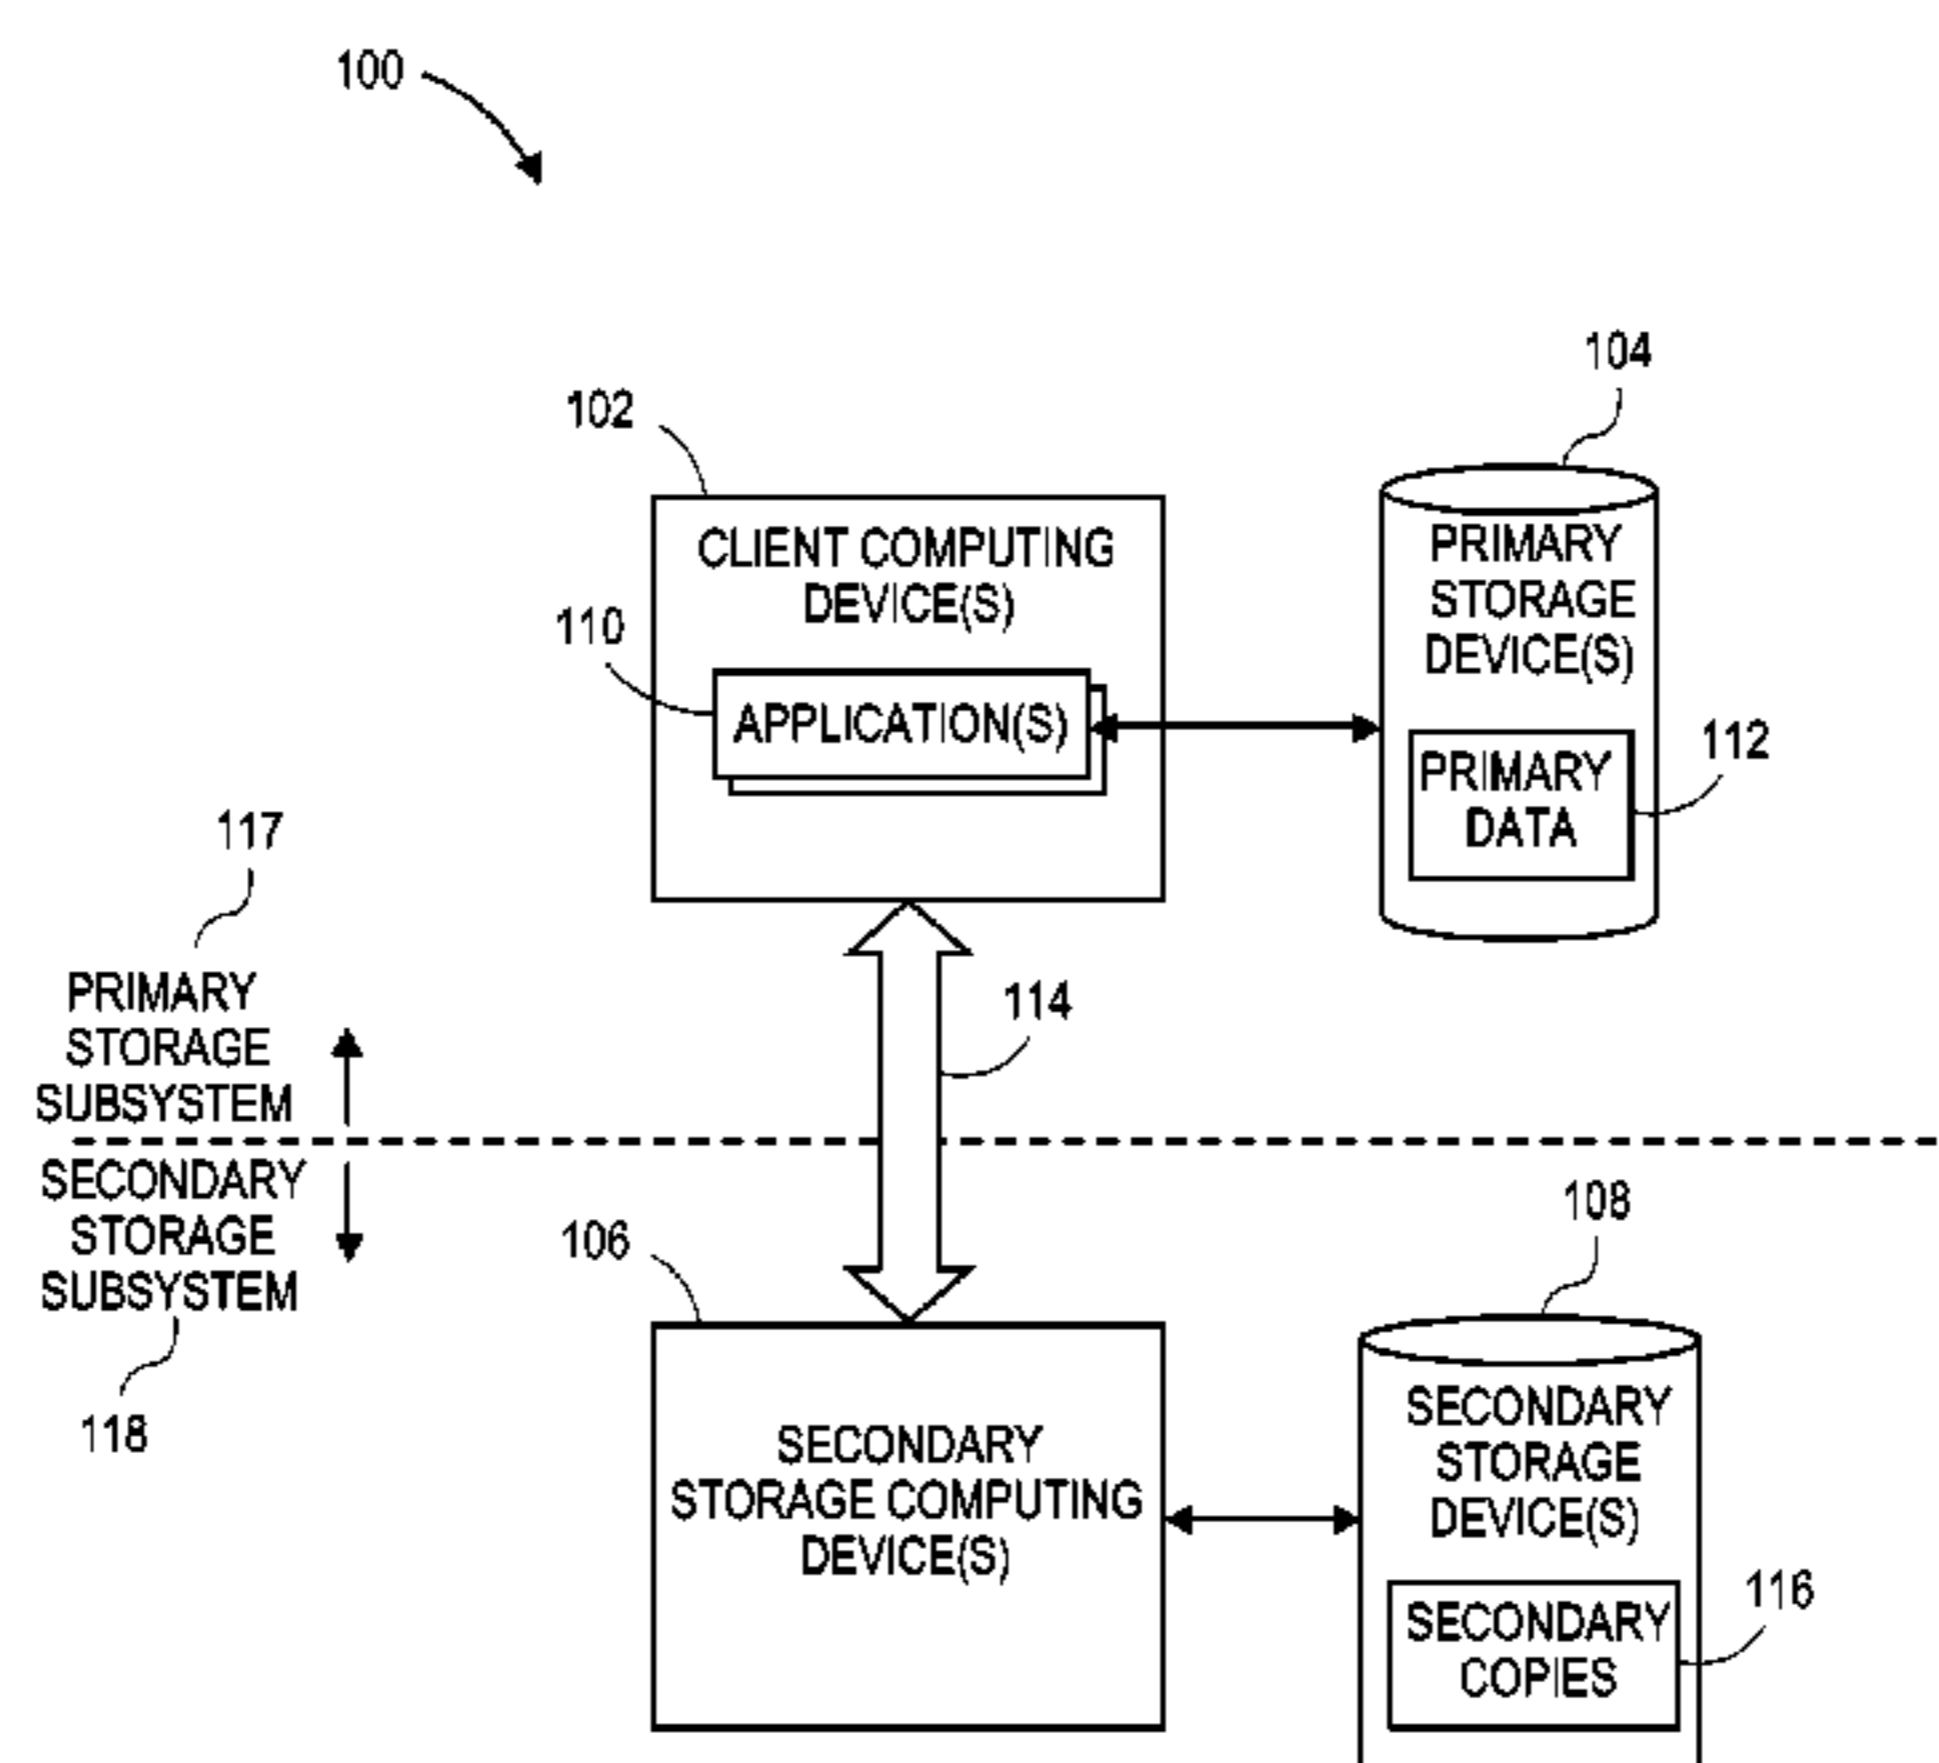 100
104
102
CLIENT COMPUTING
DEVICE(S)
PRIMARY
STORAGE
DEVICE(S)
110
APPLICATION(S)
112
PRIMARY
DATA
117
PRIMARY
STORAGE
SUBSYSTEM
114
SECONDARY
STORAGE
SUBSYSTEM
118
106
108
SECONDARY
STORAGE COMPUTING
DEVICE(S)
SECONDARY
STORAGE
DEVICE(S)
116
SECONDARY
COPIES